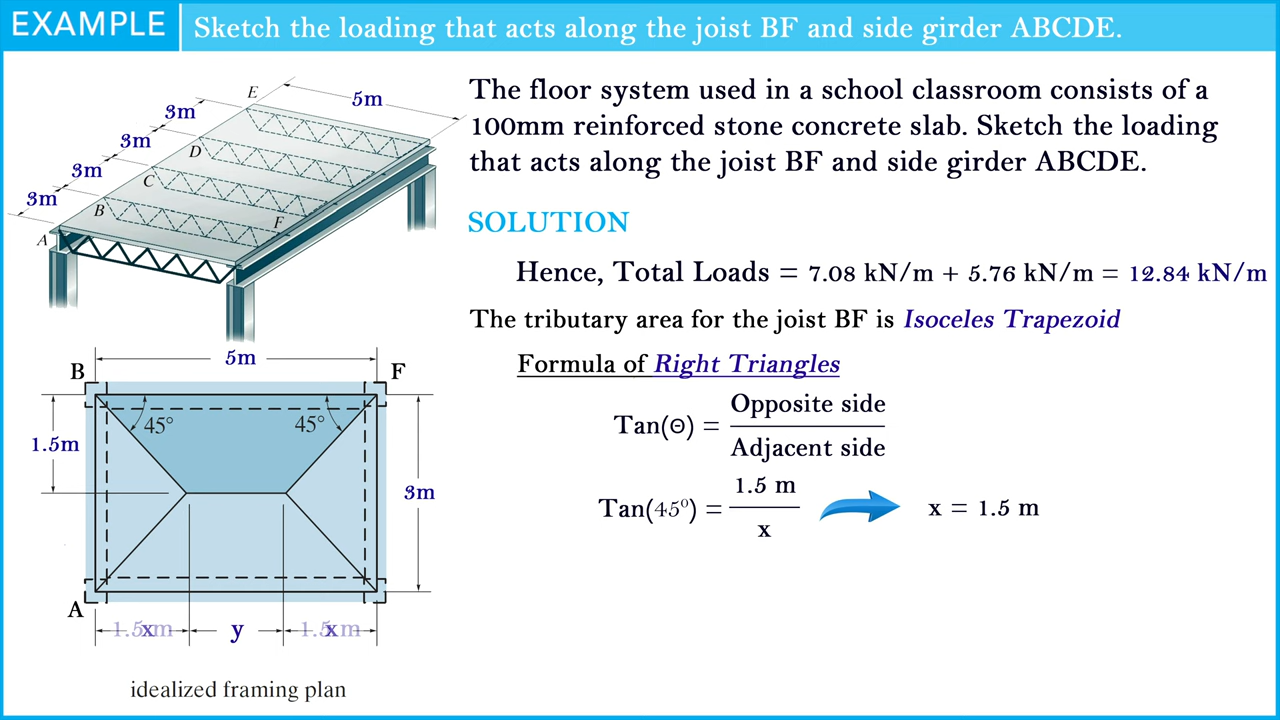 EXAMPLE
Sketch the loading that acts along the joist BF and side girder ABCDE.
The floor system used in a school classroom consists of a
100mm reinforced stone concrete slab. Sketch the loading
that acts along the joist BF and side girder ABCDE.
SOLUTION
Hence, Total Loads = 7.08 kN/m + 5.76 kN/m = 12.84 kN/m
The tributary area for the joist BF is Isoceles Trapezoid
Formula of Right Triangles
Tan(Θ) = Opposite side
Adjacent side
Tan(45º) = 1.5 m
x
x = 1.5 m
E
5m
3m
3m
D
3m
C
3m
B
F
A
5m
B
F
45°
45°
1.5m
3m
A
1.5m x
y
1.5m x
idealized framing plan